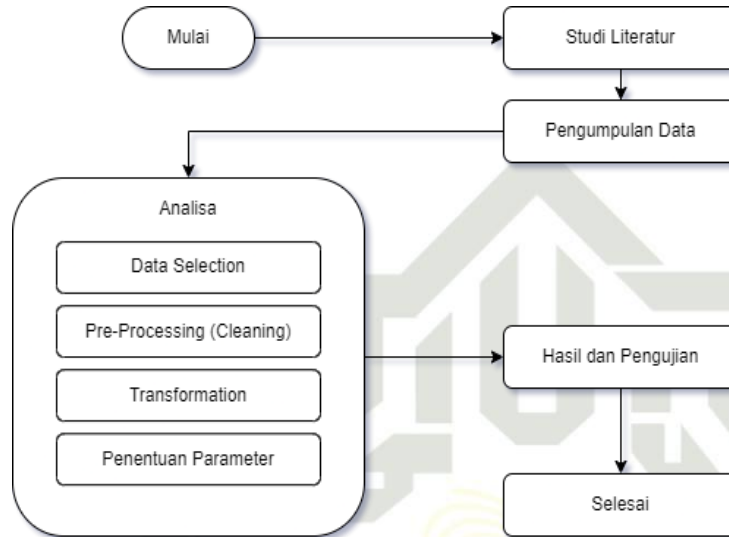 Mulai
Studi Literatur
Pengumpulan Data
Analisa
Data Selection
Pre-Processing (Cleaning)
Transformation
Penentuan Parameter
Hasil dan Pengujian
Selesai